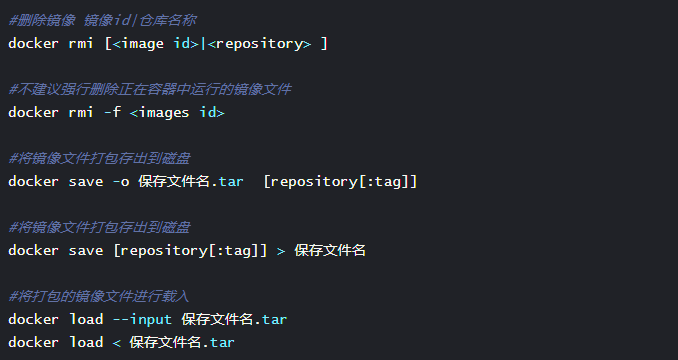 #删除镜像 镜像id|仓库名称
docker rmi [<image id>|<repository> ]
#不建议强行删除正在容器中运行的镜像文件
docker rmi -f <images id>
#将镜像文件打包存出到磁盘
docker save -o 保存文件名.tar  [repository[:tag]]
#将镜像文件打包存出到磁盘
docker save [repository[:tag]] > 保存文件名
#将打包的镜像文件进行载入
docker load --input 保存文件名.tar
docker load < 保存文件名.tar